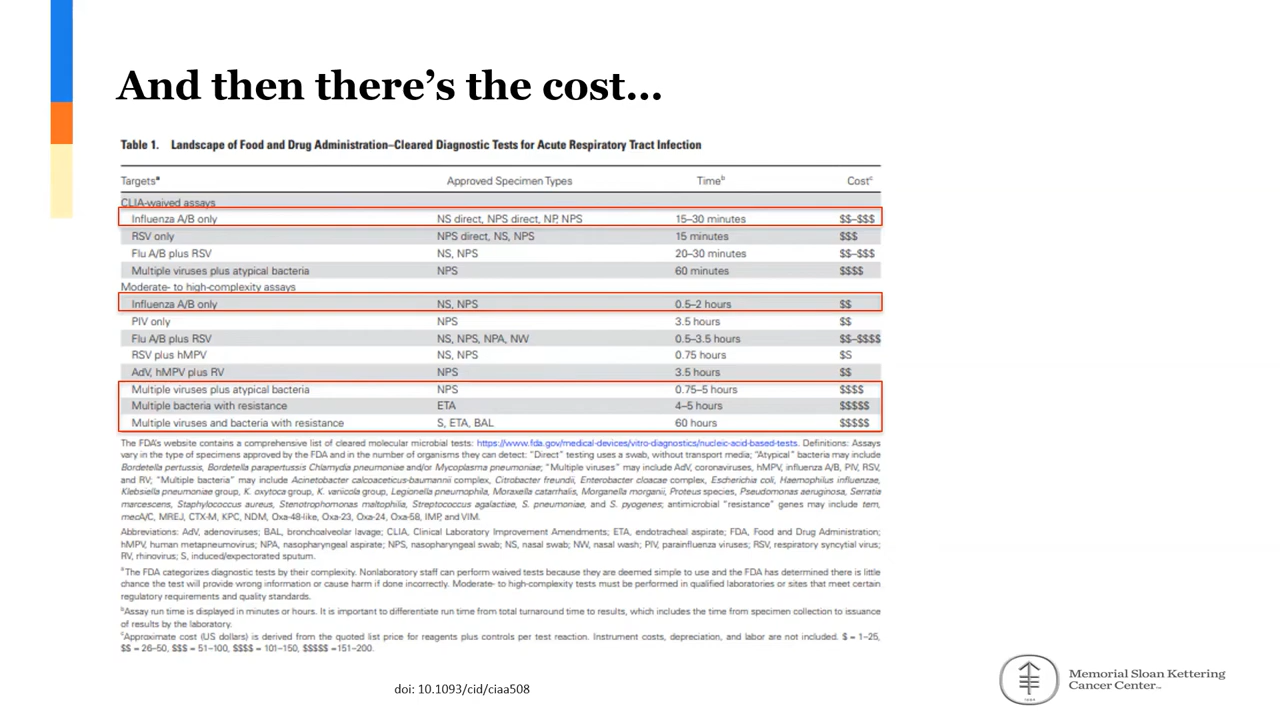 And then there's the cost...
Table 1. Landscape of Food and Drug Administration–Cleared Diagnostic Tests for Acute Respiratory Tract Infection
Targetsᵃ Approved Specimen Types Timeᵇ Costᶜ
CLIA-waived assays
Influenza A/B only NS direct, NPS direct, NP, NPS 15–30 minutes $$–$$$
RSV only NPS direct, NS, NPS 15 minutes $$$
Flu A/B plus RSV NS, NPS 20–30 minutes $$–$$$
Multiple viruses plus atypical bacteria NPS 60 minutes $$$$
Moderate- to high-complexity assays
Influenza A/B only NS, NPS 0.5–2 hours $$
PIV only NPS 3.5 hours $$
Flu A/B plus RSV NS, NPS, NPA, NW 0.5–3.5 hours $$–$$$$
RSV plus hMPV NS, NPS 0.75 hours $S
AdV, hMPV plus RV NPS 3.5 hours $$
Multiple viruses plus atypical bacteria NPS 0.75–5 hours $$$$
Multiple bacteria with resistance ETA 4–5 hours $$$$$
Multiple viruses and bacteria with resistance S, ETA, BAL 60 hours $$$$$
The FDA's website contains a comprehensive list of cleared molecular microbial tests: https://www.fda.gov/medical-devices/vitro-diagnostics/nucleic-acid-based-tests. Definitions: Assays
vary in the type of specimens approved by the FDA and in the number of organisms they can detect: "Direct" testing uses a swab, without transport media; "Atypical" bacteria may include
Bordetella pertussis, Bordetella parapertussis Chlamydia pneumoniae and/or Mycoplasma pneumoniae; "Multiple viruses" may include AdV, coronaviruses, hMPV, influenza A/B, PIV, RSV,
and RV; "Multiple bacteria" may include Acinetobacter calcoaceticus-baumannii complex, Citrobacter freundii, Enterobacter cloacae complex, Escherichia coli, Haemophilus influenzae,
Klebsiella pneumoniae group, K. oxytoca group, K. variicola group, Legionella pneumophila, Moraxella catarrhalis, Morganella morganii, Proteus species, Pseudomonas aeruginosa, Serratia
marcescens, Staphylococcus aureus, Stenotrophomonas maltophilia, Streptococcus agalactiae, S. pneumoniae, and S. pyogenes; antimicrobial "resistance" genes may include tem,
mecA/C, MREJ, CTX-M, KPC, NDM, Oxa-48-like, Oxa-23, Oxa-24, Oxa-58, IMP, and VIM.
Abbreviations: AdV, adenoviruses; BAL, bronchoalveolar lavage; CLIA, Clinical Laboratory Improvement Amendments; ETA, endotracheal aspirate; FDA, Food and Drug Administration;
hMPV, human metapneumovirus; NPA, nasopharyngeal aspirate; NPS, nasopharyngeal swab; NS, nasal swab; NW, nasal wash; PIV, parainfluenza viruses; RSV, respiratory syncytial virus;
RV, rhinovirus; S, induced/expectorated sputum.
ᵃThe FDA categorizes diagnostic tests by their complexity. Nonlaboratory staff can perform waived tests because they are deemed simple to use and the FDA has determined there is little
chance the test will provide wrong information or cause harm if done incorrectly. Moderate- to high-complexity tests must be performed in qualified laboratories or sites that meet certain
regulatory requirements and quality standards.
ᵇAssay run time is displayed in minutes or hours. It is important to differentiate run time from total turnaround time to results, which includes the time from specimen collection to issuance
of results by the laboratory.
ᶜApproximate cost (US dollars) is derived from the quoted list price for reagents plus controls per test reaction. Instrument costs, depreciation, and labor are not included. $ = 1–25,
$$ = 26–50, $$$ = 51–100, $$$$ = 101–150, $$$$$ =151–200.
doi: 10.1093/cid/ciaa508
Memorial Sloan Kettering
Cancer Center™